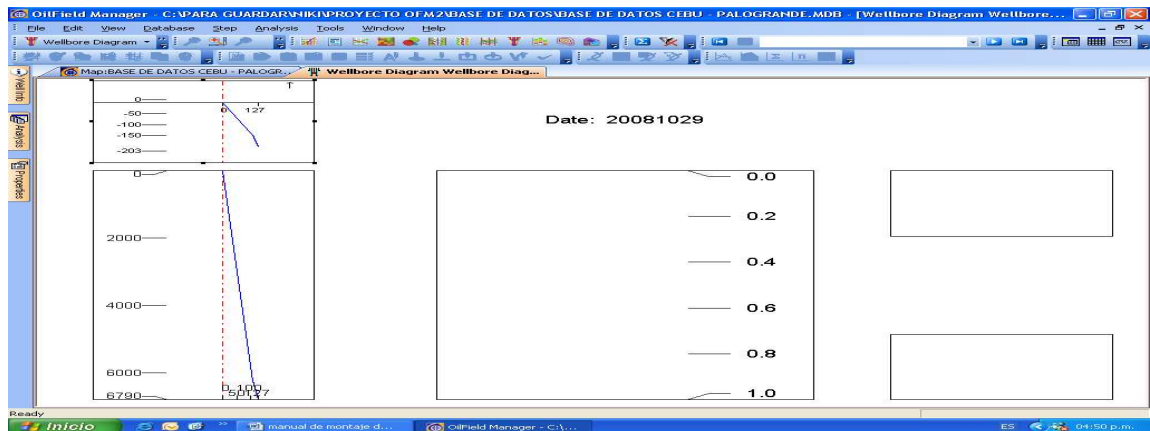 OilField Manager - C:\PARA GUARDAR\NIKI\PROYECTO OFM2\BASE DE DATOS\BASE DE DATOS CEBU - PALOGRANDE.MDB - [Wellbore Diagram Wellbore...
File Edit View Database Step Analysis Tools Window Help
Wellbore Diagram
Map:BASE DE DATOS CEBU - PALOGR... Wellbore Diagram Wellbore Diag...
Well Info
Analysis
Properties
0
-50
-100
-150
-203
0 127
Date: 20081029
0
2000
4000
6000
6790
0.0
0.2
0.4
0.6
0.8
1.0
Ready
Inicio
manual de montaje d...
OilField Manager - C:\...
ES
04:50 p.m.